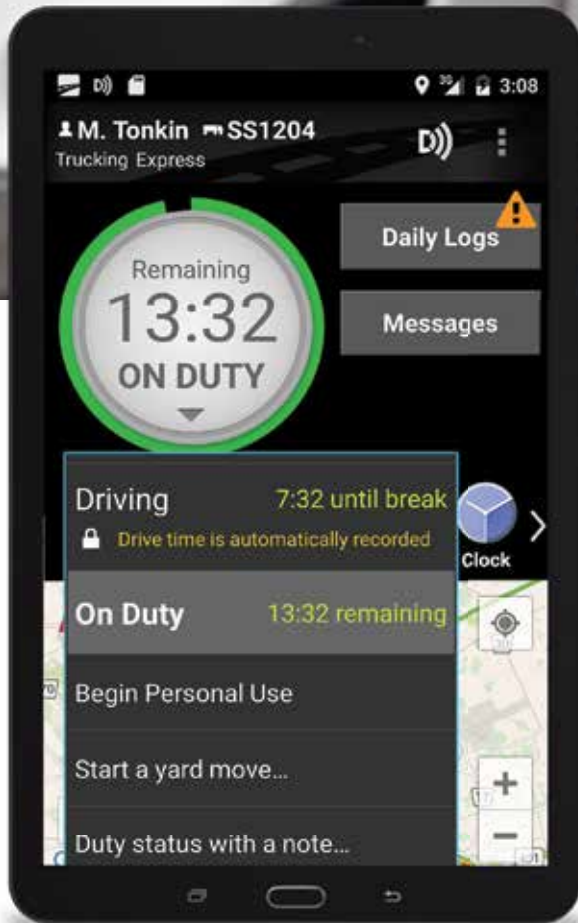 D)) 3G 3:08
M. Tonkin SS1204
Trucking Express
D))
Remaining
13:32
ON DUTY
Daily Logs
Messages
Driving 7:32 until break
Drive time is automatically recorded
Clock
On Duty 13:32 remaining
Begin Personal Use
Start a yard move...
+
Duty status with a note...
−